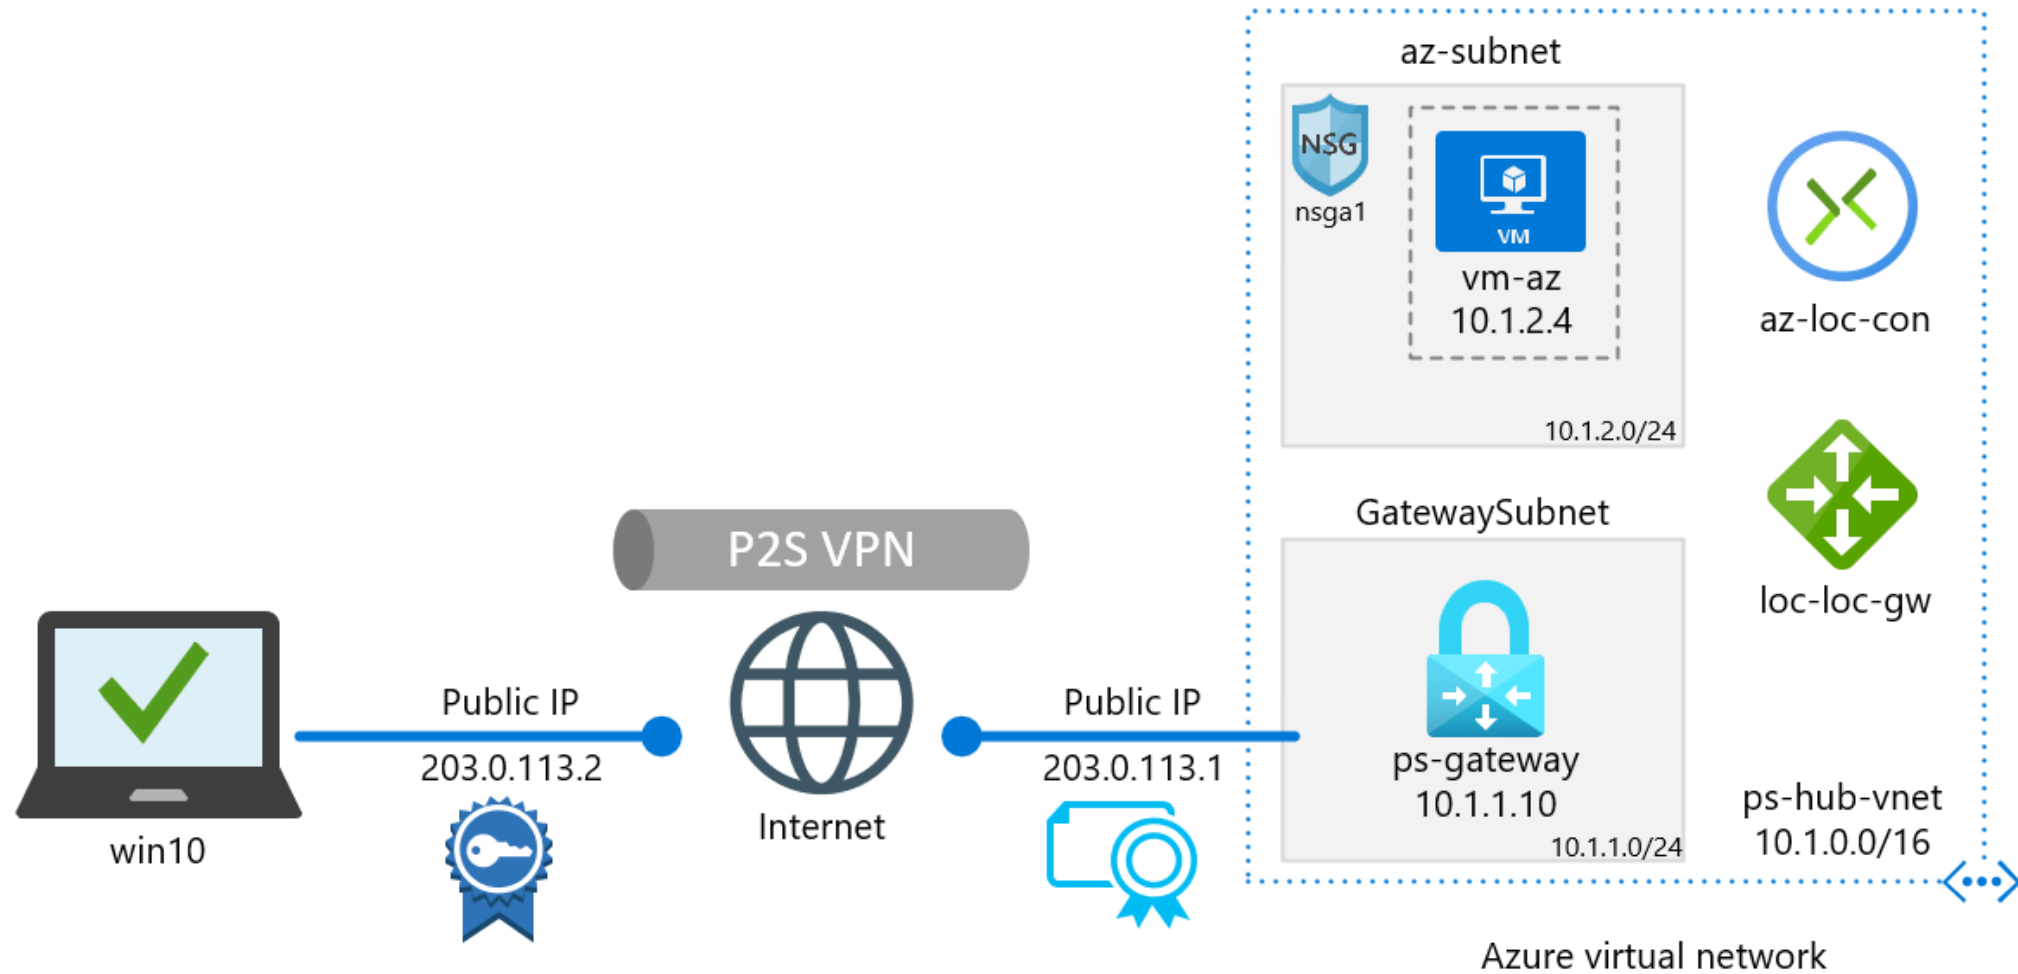 az-subnet
NSG
nsga1
VM
vm-az
10.1.2.4
10.1.2.0/24
az-loc-con
GatewaySubnet
loc-loc-gw
P2S VPN
Public IP
203.0.113.2
Public IP
203.0.113.1
win10
Internet
ps-gateway
10.1.1.10
10.1.1.0/24
ps-hub-vnet
10.1.0.0/16
Azure virtual network